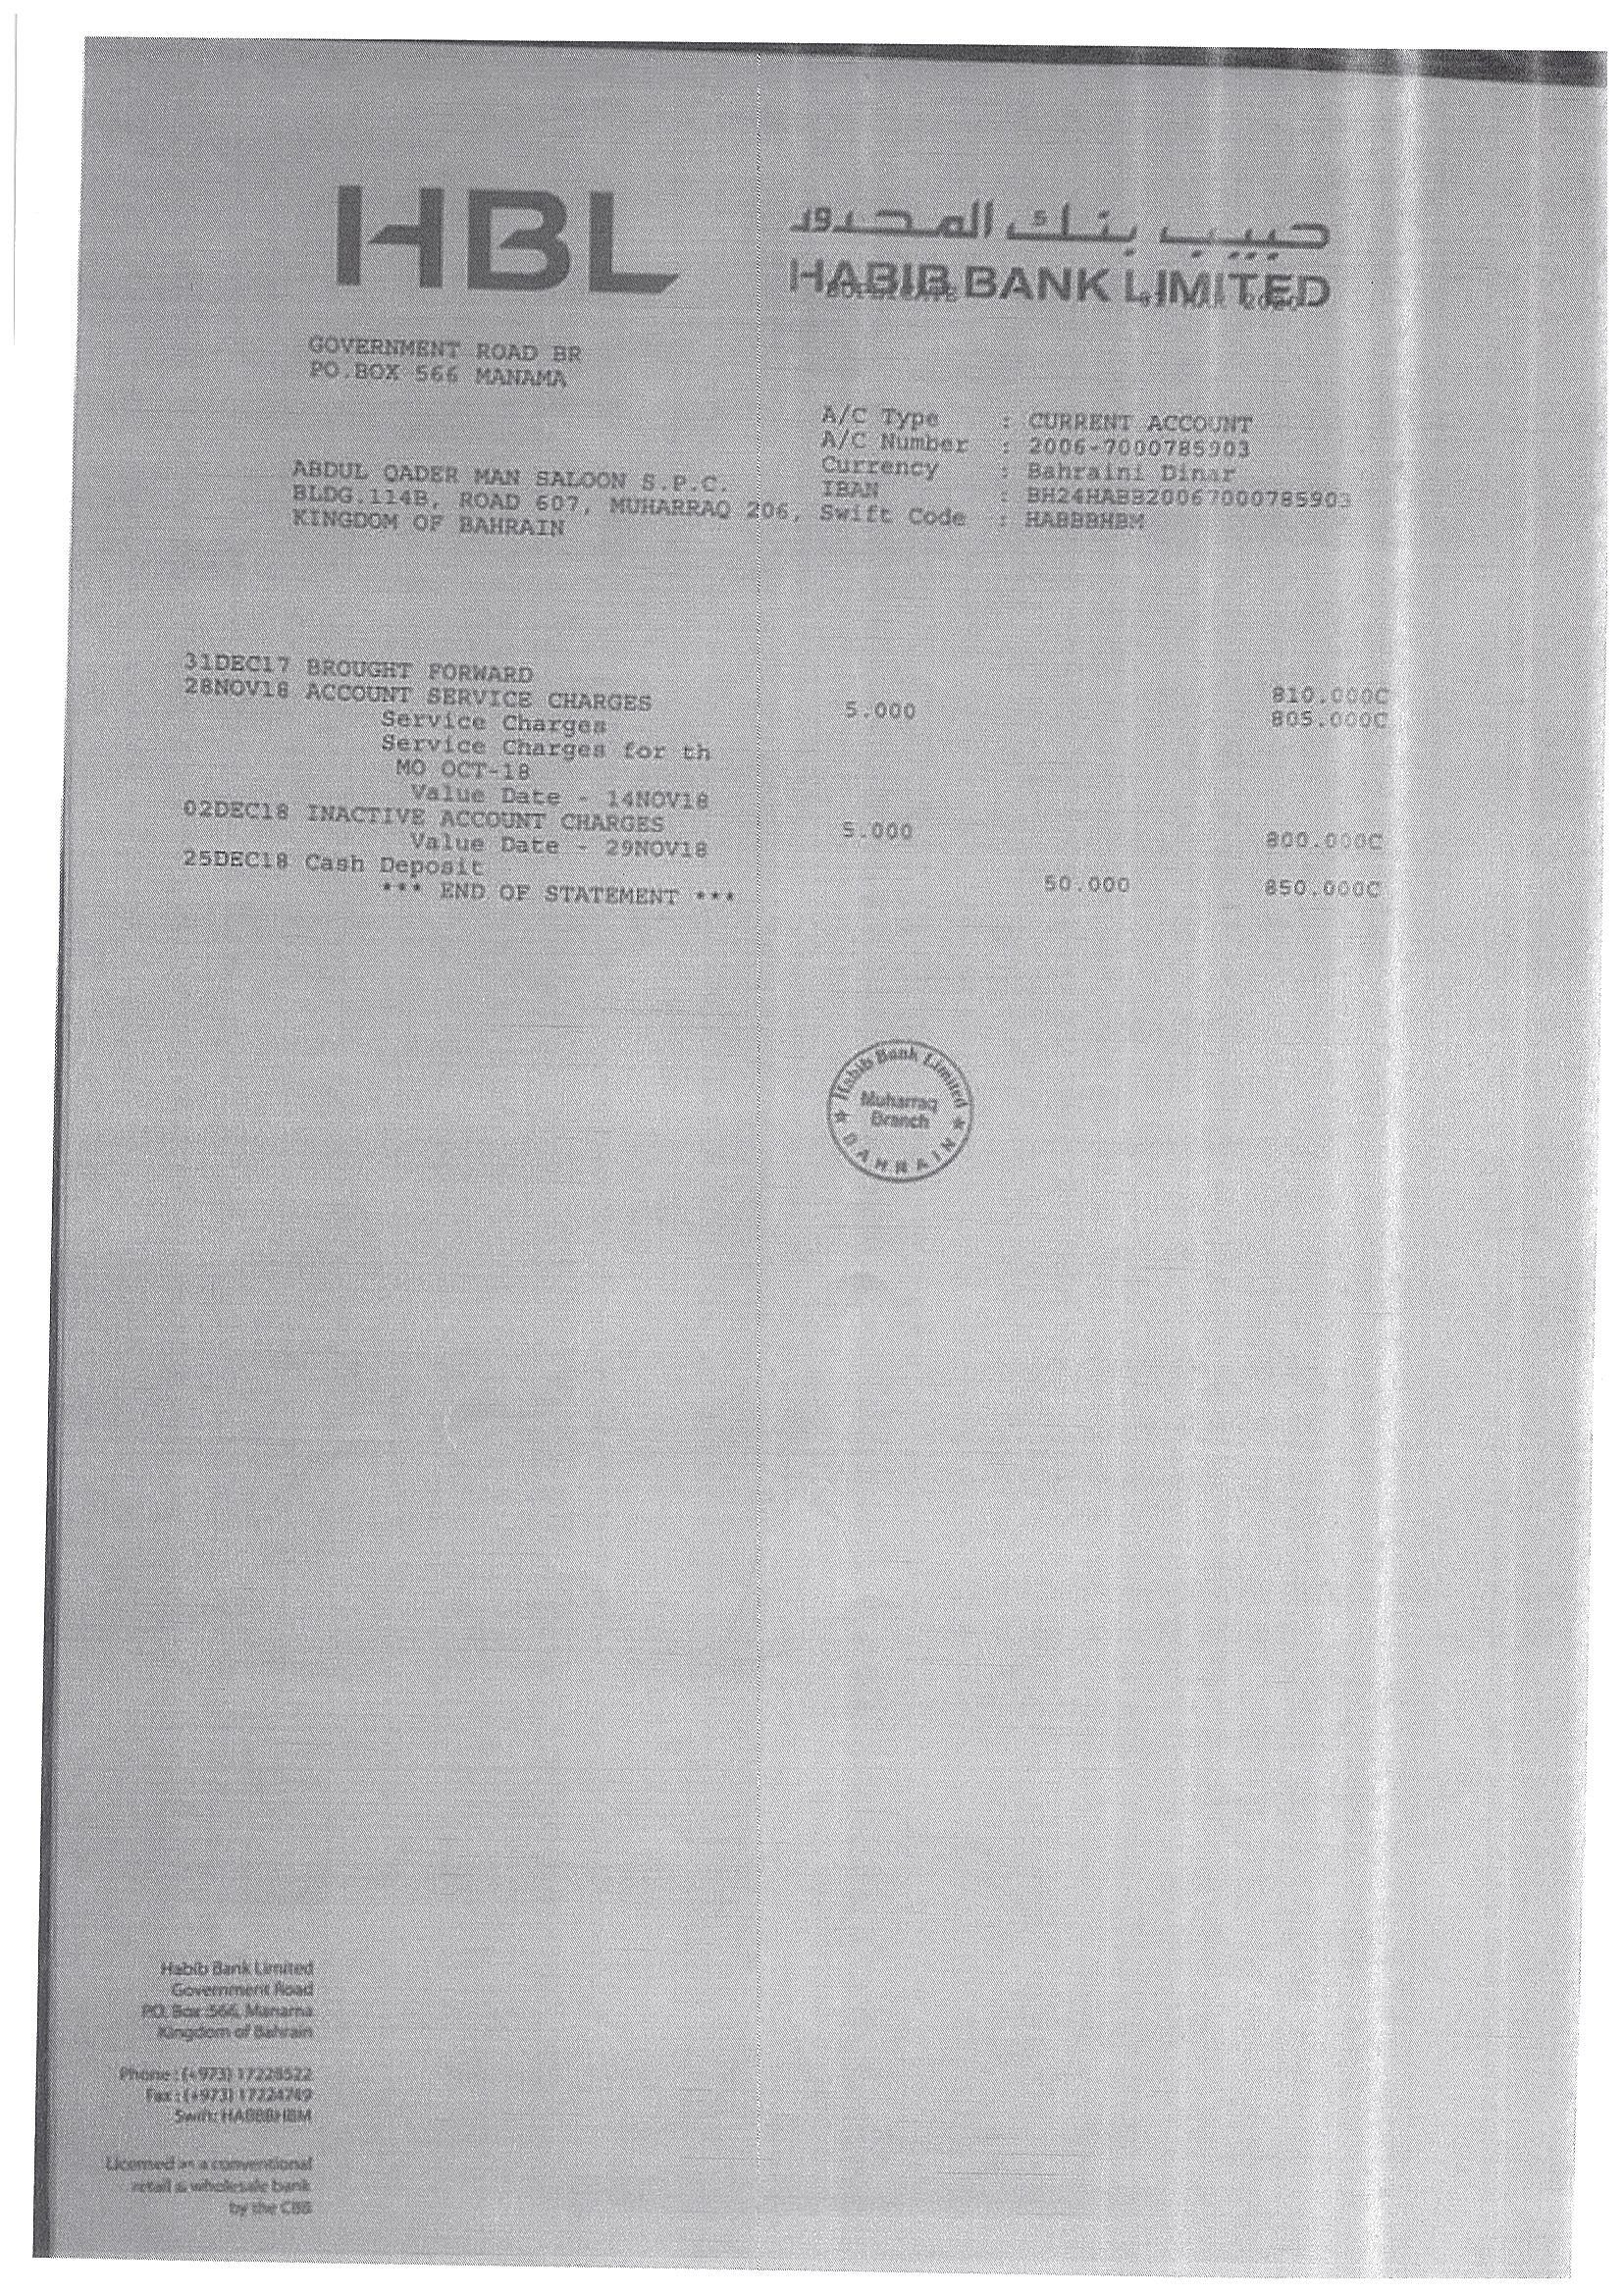 HBL
حبيب بنك المحدود
HABIB BANK LIMITED
DUPLICATE 2020
GOVERNMENT ROAD BR
PO.BOX 566 MANAMA
A/C Type : CURRENT ACCOUNT
A/C Number : 2006-7000785903
Currency : Bahraini Dinar
IBAN : BH24HABB20067000785903
Swift Code : HABBBHBM
ABDUL QADER MAN SALOON S.P.C.
BLDG.114B, ROAD 607, MUHARRAQ 206,
KINGDOM OF BAHRAIN
31DEC17 BROUGHT FORWARD 810.000C
28NOV18 ACCOUNT SERVICE CHARGES 5.000 805.000C
Service Charges
Service Charges for th
MO OCT-18
Value Date - 14NOV18
02DEC18 INACTIVE ACCOUNT CHARGES 5.000 800.000C
Value Date - 29NOV18
25DEC18 Cash Deposit 50.000 850.000C
*** END OF STATEMENT ***
Habib Bank Limited
Muharraq
Branch
BAHRAIN
Habib Bank Limited
Government Road
P.O. Box 566, Manama
Kingdom of Bahrain
Phone : (+973) 17228522
Fax : (+973) 17224749
Swift: HABBBHBM
Licensed as a conventional
retail & wholesale bank
by the CBB